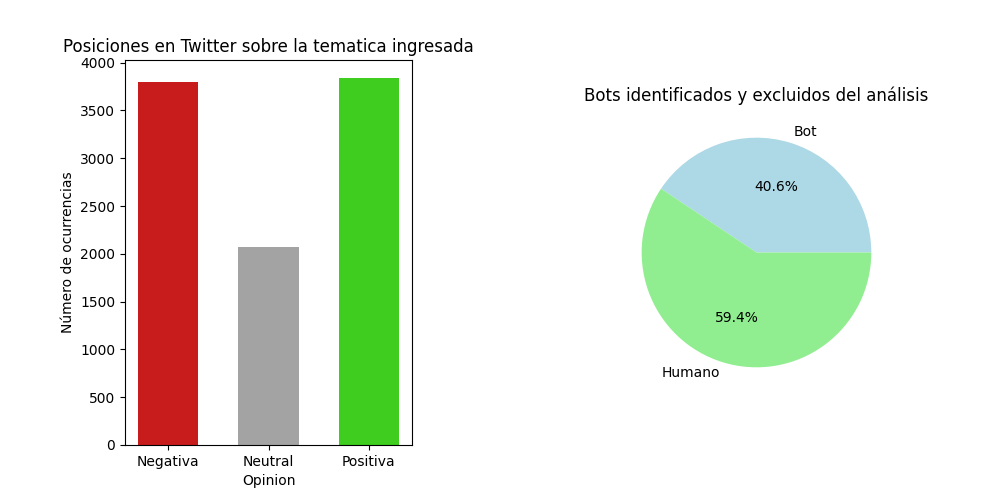 Posiciones en Twitter sobre la tematica ingresada
Número de ocurrencias
4000
3500
3000
2500
2000
1500
1000
500
0
Negativa
Neutral
Positiva
Opinion
Bots identificados y excluidos del análisis
Bot
40.6%
59.4%
Humano